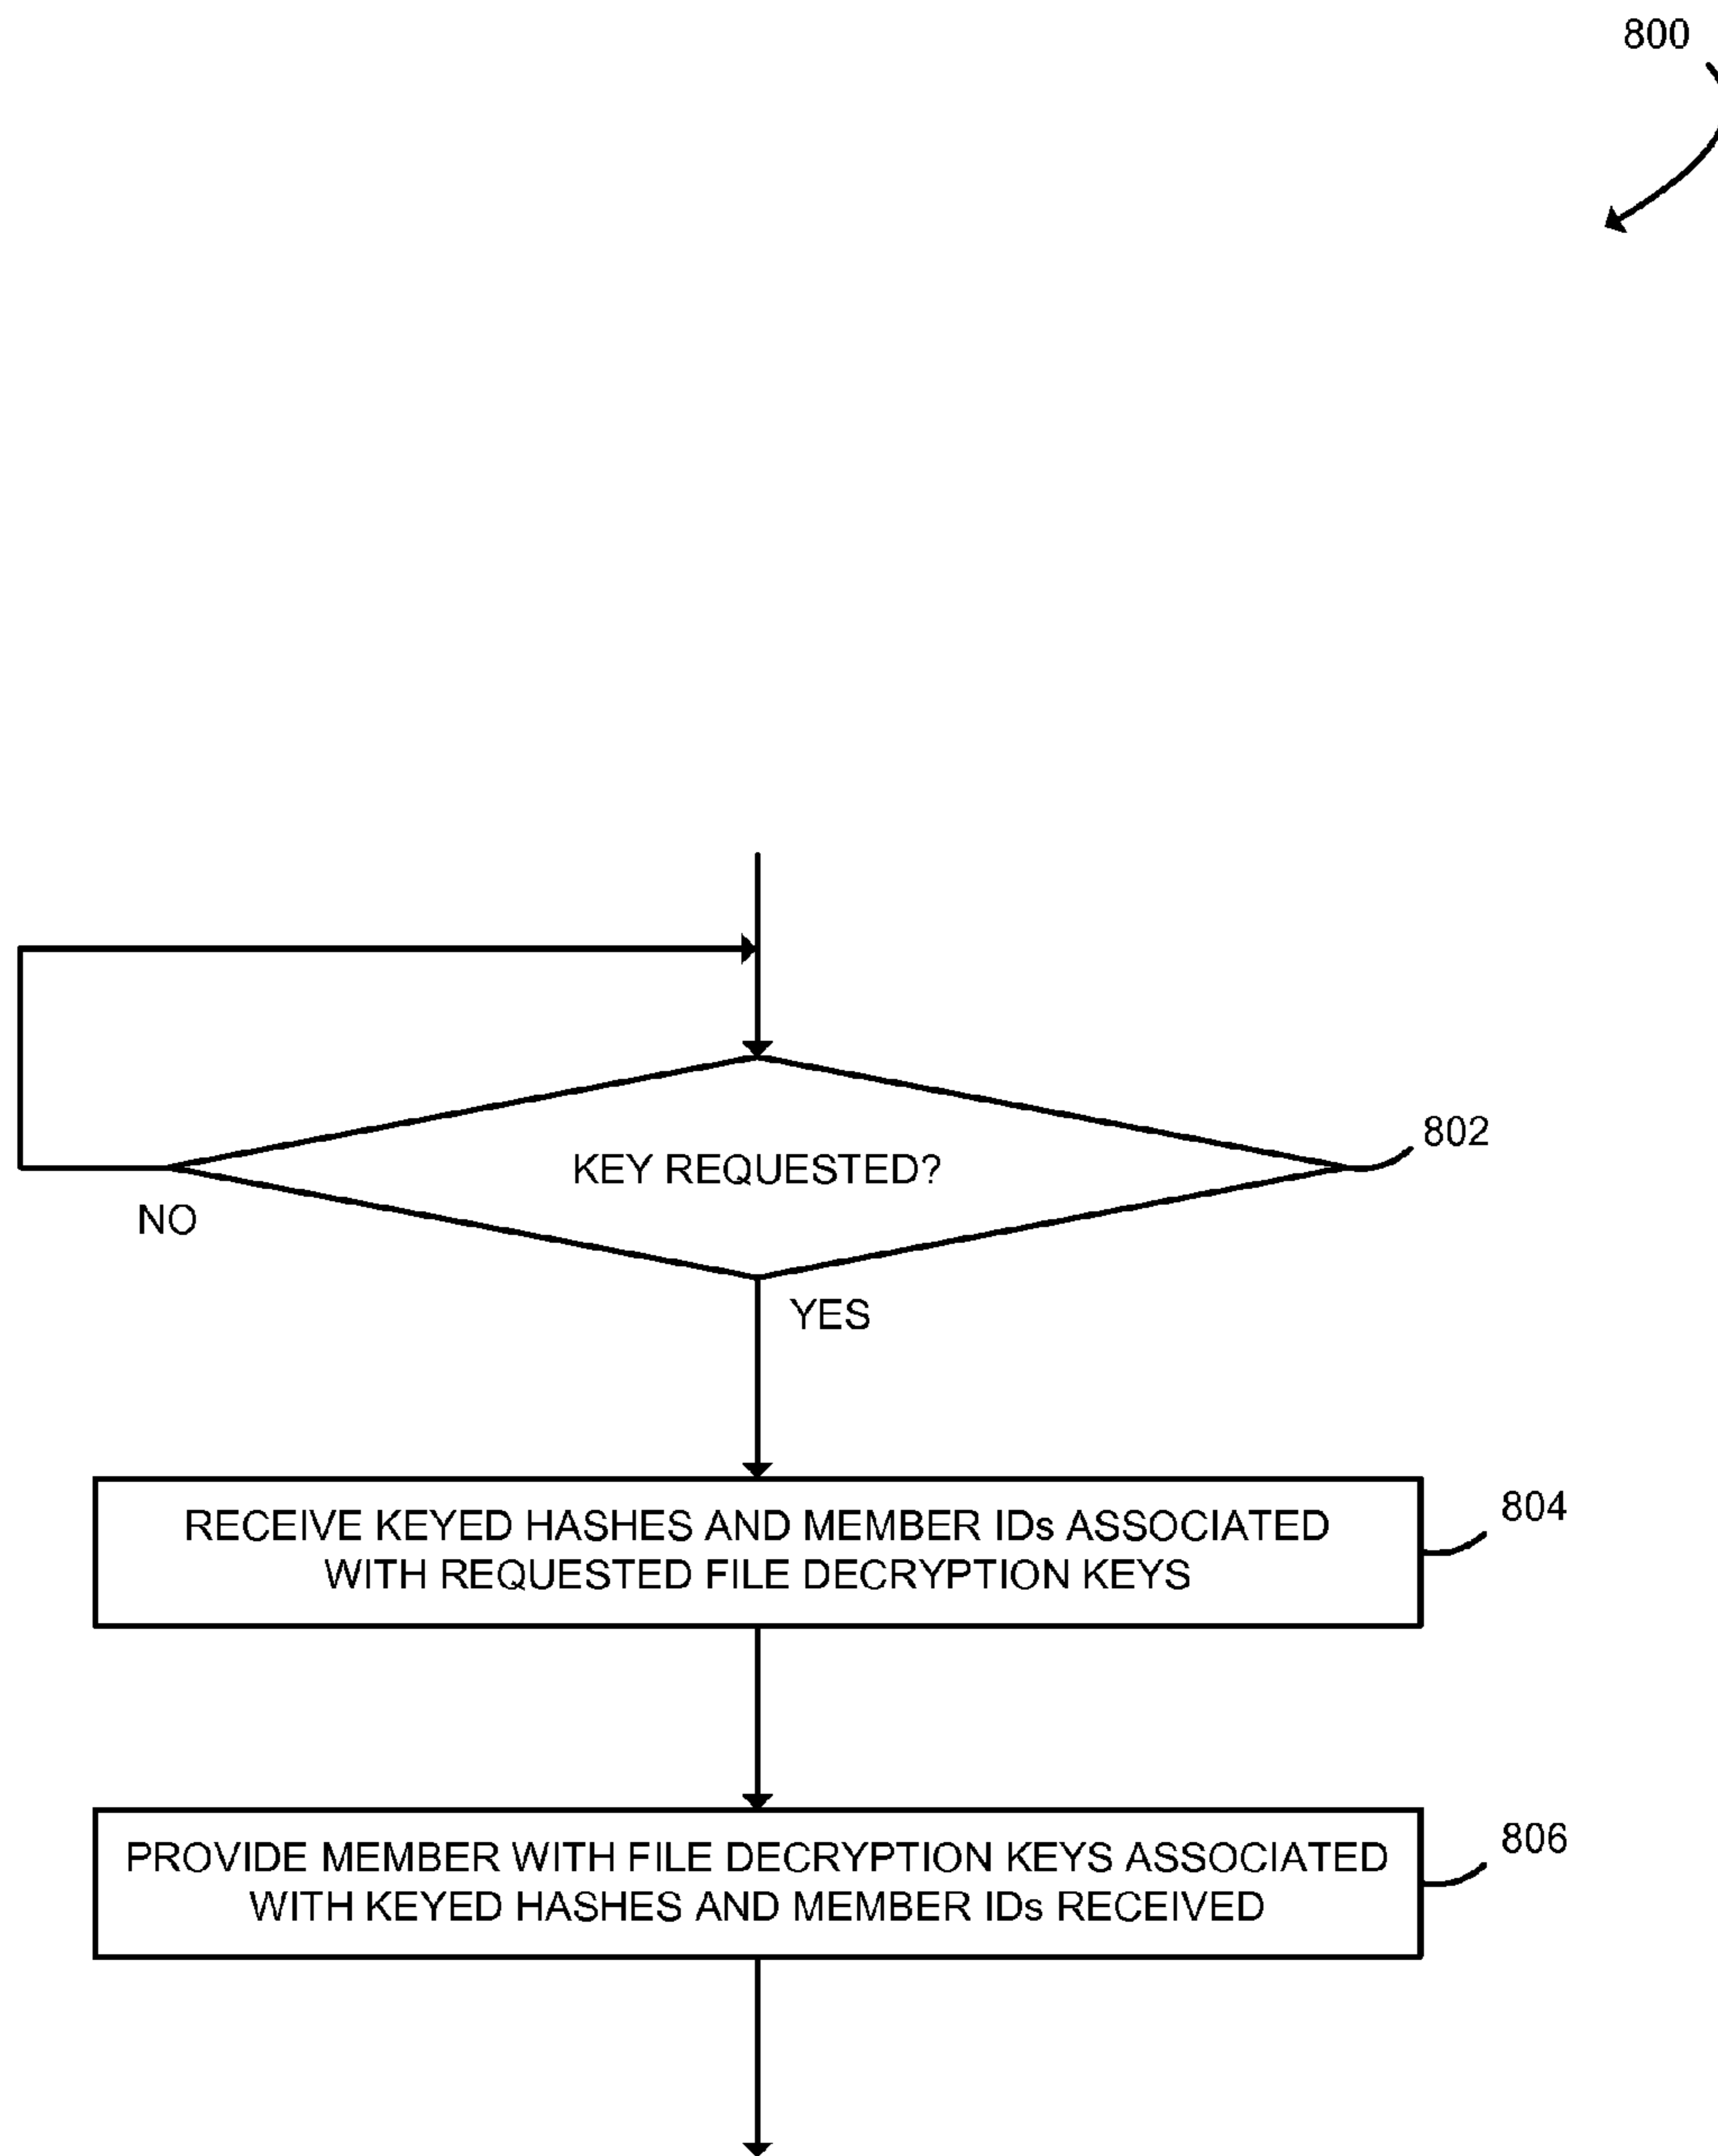 800
KEY REQUESTED?
802
NO
YES
RECEIVE KEYED HASHES AND MEMBER IDs ASSOCIATED
WITH REQUESTED FILE DECRYPTION KEYS
804
PROVIDE MEMBER WITH FILE DECRYPTION KEYS ASSOCIATED
WITH KEYED HASHES AND MEMBER IDs RECEIVED
806